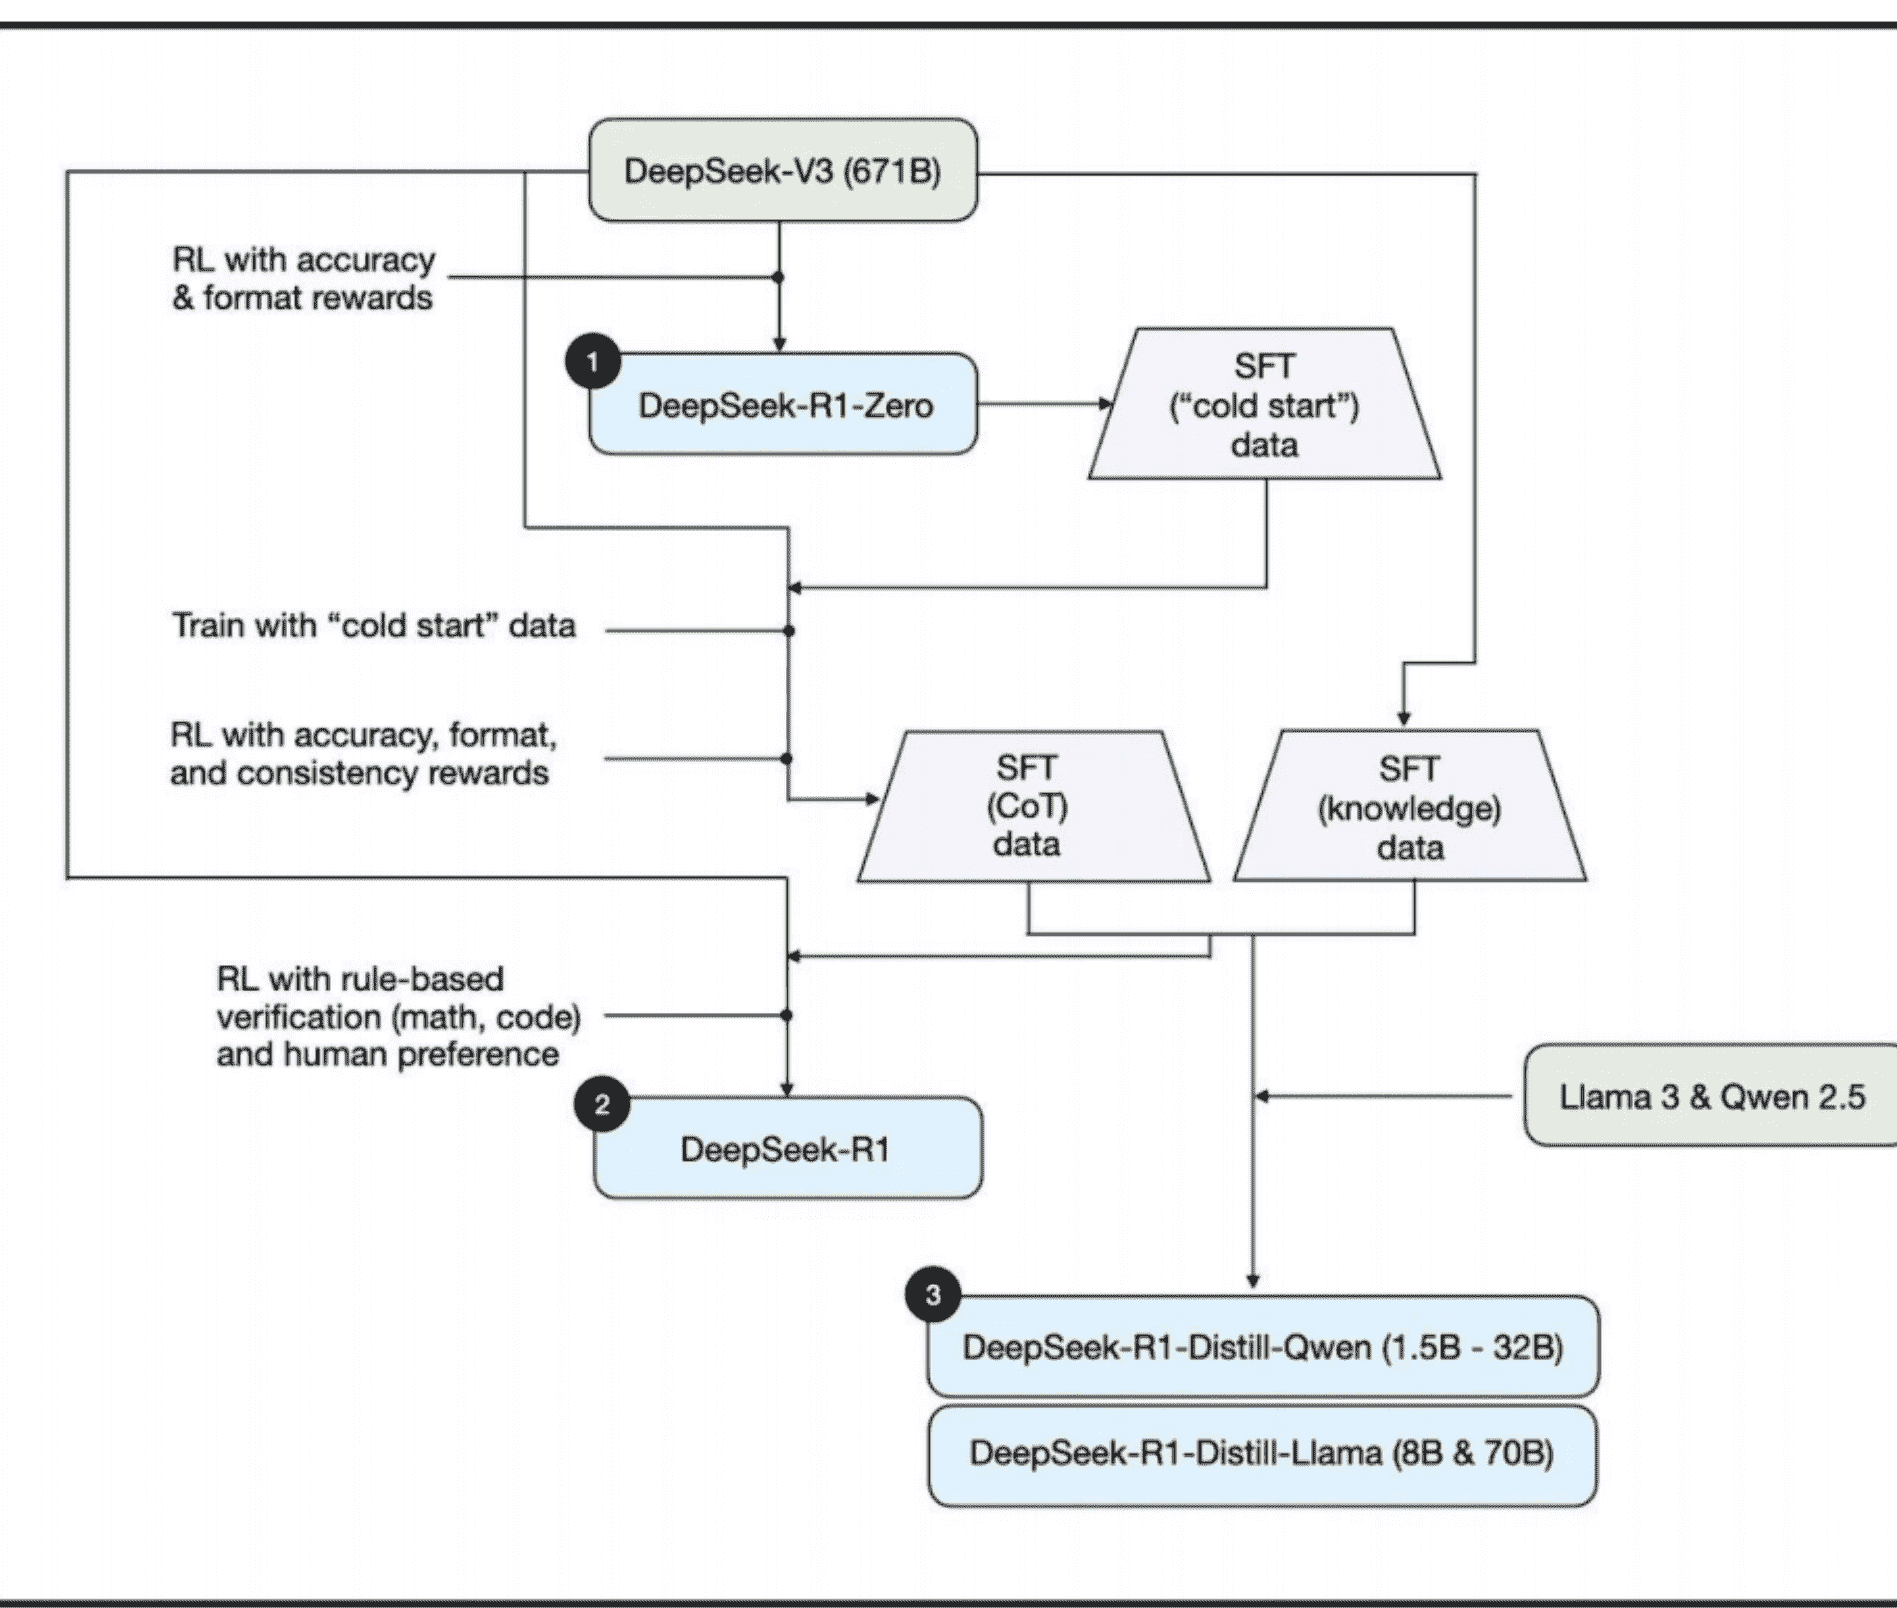 DeepSeek-V3 (671B)
RL with accuracy
& format rewards
1
DeepSeek-R1-Zero
SFT
(“cold start”)
data
Train with “cold start” data
RL with accuracy, format,
and consistency rewards
SFT
(CoT)
data
SFT
(knowledge)
data
RL with rule-based
verification (math, code)
and human preference
2
DeepSeek-R1
Llama 3 & Qwen 2.5
3
DeepSeek-R1-Distill-Qwen (1.5B - 32B)
DeepSeek-R1-Distill-Llama (8B & 70B)